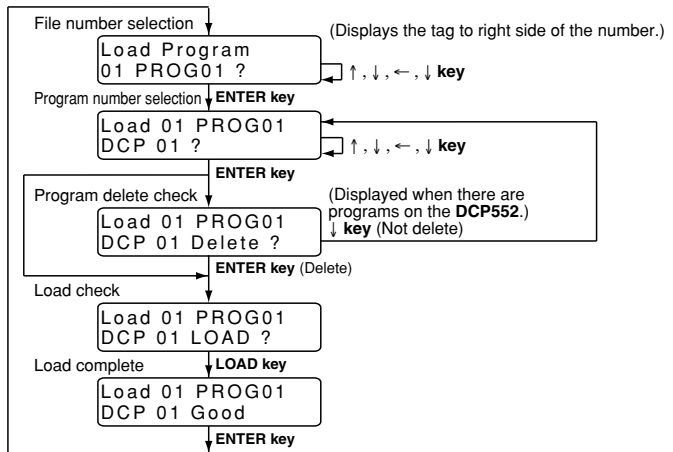 File number selection
(Displays the tag to right side of the number.)
Load Program
01 PROG01 ?
↑ , ↓ , ← , ↓ key
Program number selection
ENTER key
Load 01 PROG01
DCP 01 ?
↑ , ↓ , ← , ↓ key
ENTER key
Program delete check
(Displayed when there are
programs on the DCP552.)
Load 01 PROG01
DCP 01 Delete ?
↓ key (Not delete)
ENTER key (Delete)
Load check
Load 01 PROG01
DCP 01 LOAD ?
Load complete
LOAD key
Load 01 PROG01
DCP 01 Good
ENTER key